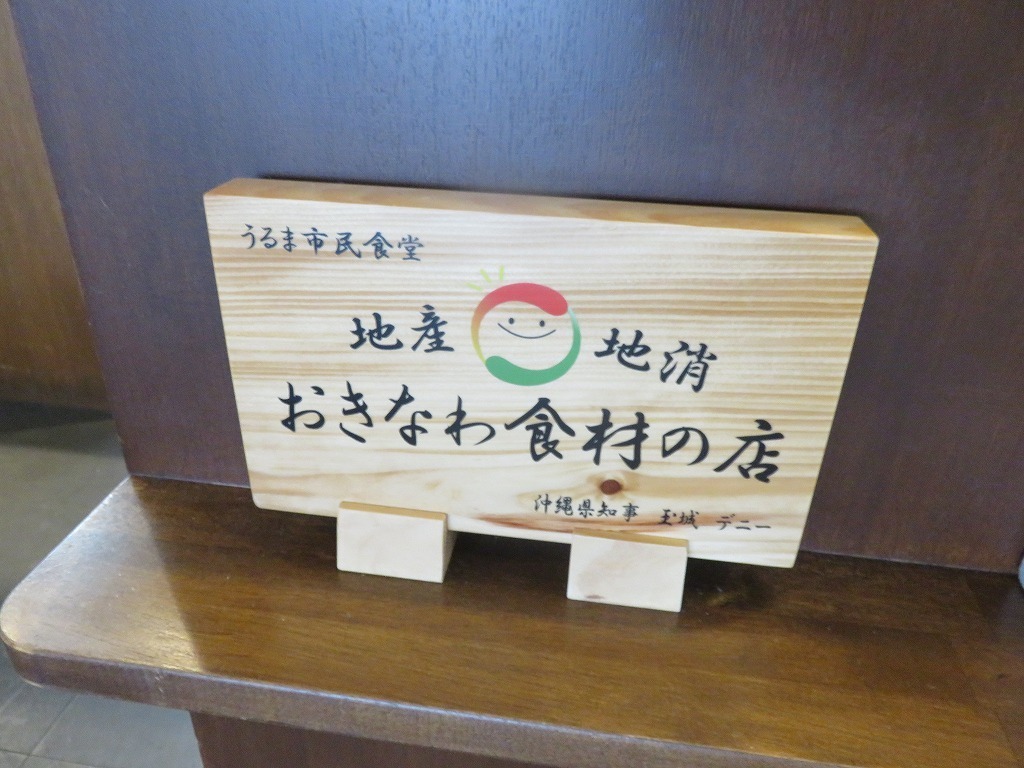 うるま市民食堂
地産 地消
おきなわ食材の店
沖縄県知事 玉城 デニー